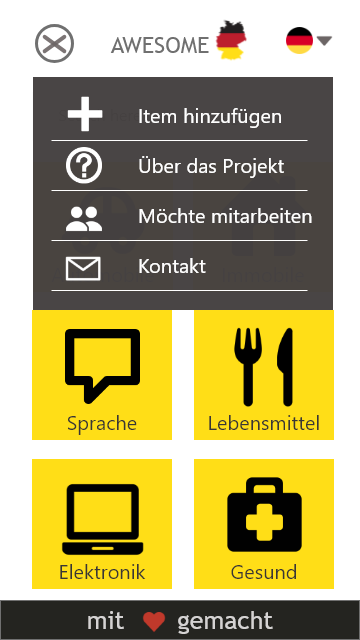 AWESOME
Item hinzufügen
Über das Projekt
Möchte mitarbeiten
Kontakt
Sprache
Lebensmittel
Elektronik
Gesund
mit gemacht